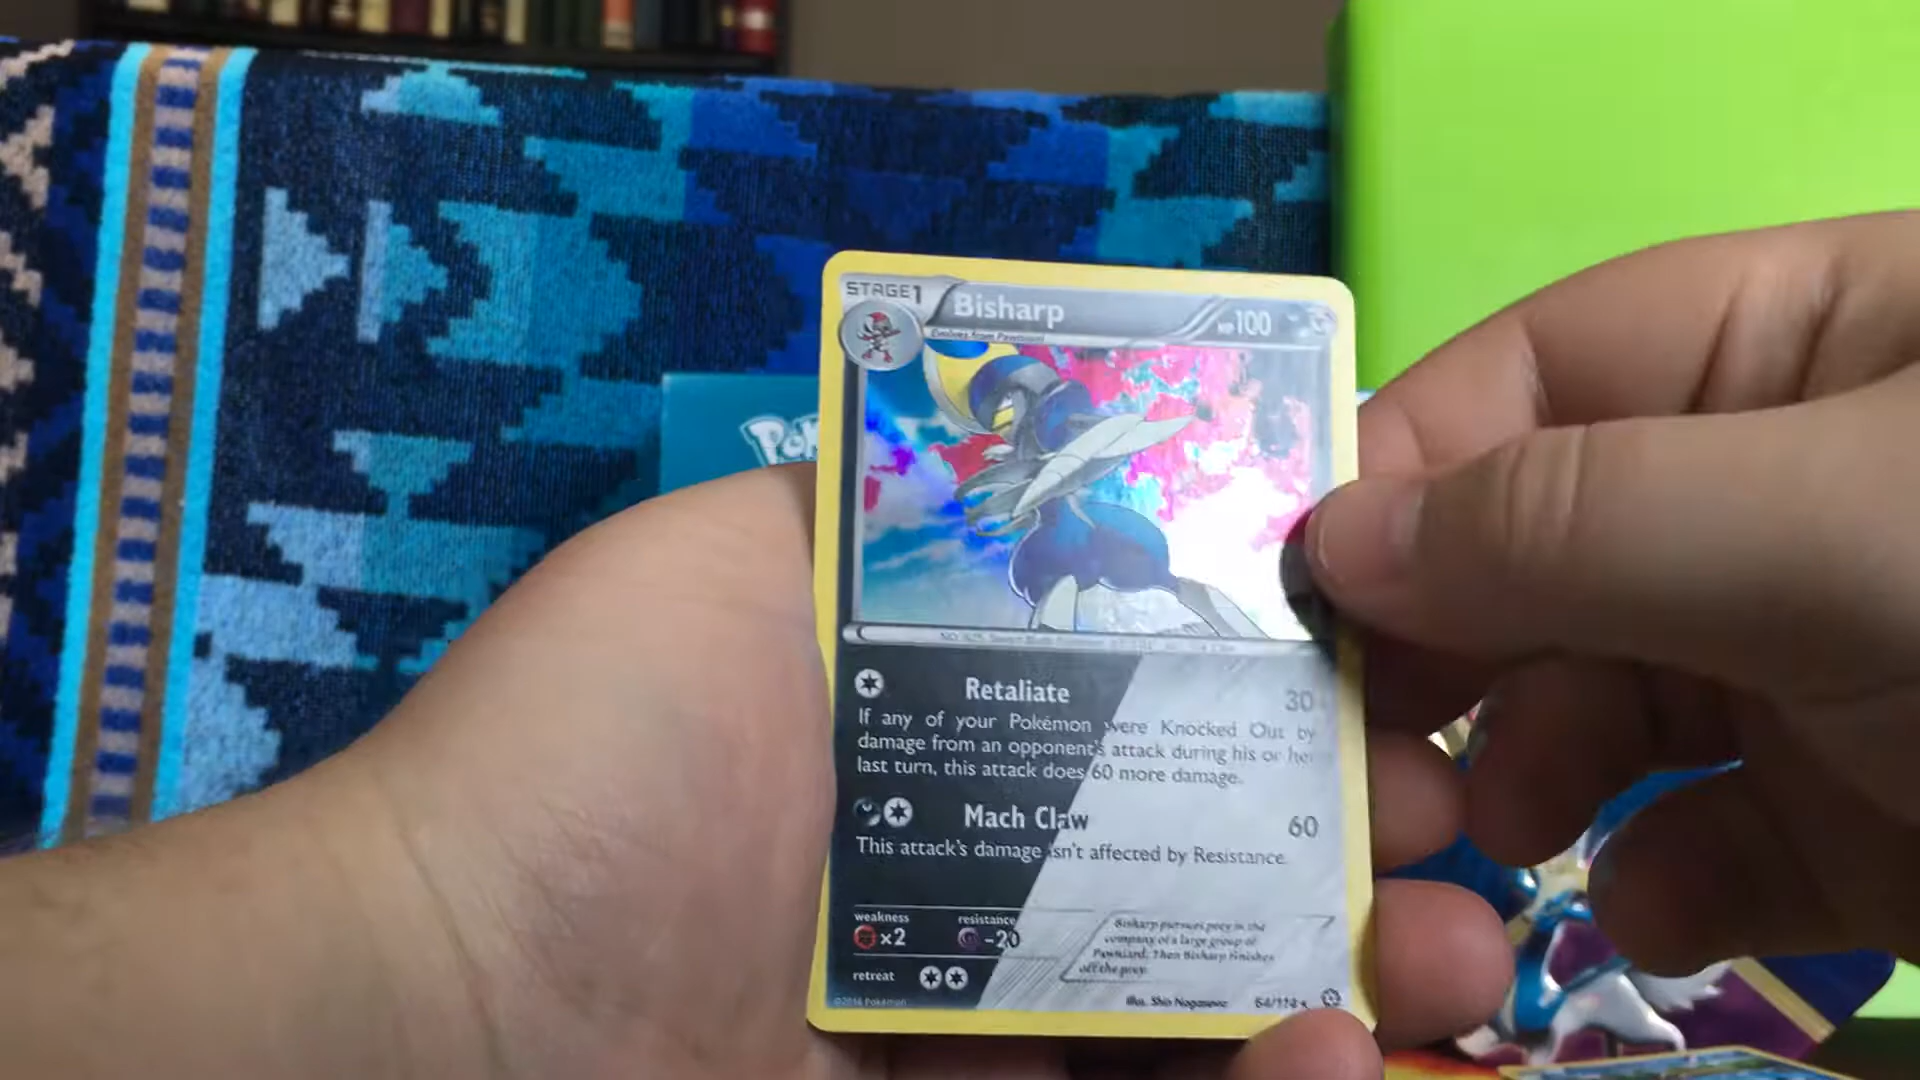 STAGE1
Bisharp
HP100
Evolves from Pawniard
Pok
Retaliate 30
If any of your Pokémon were Knocked Out by
damage from an opponent's attack during his or her
last turn, this attack does 60 more damage.
Mach Claw 60
This attack's damage isn't affected by Resistance.
weakness resistance
×2 -20
retreat
Bisharp pursues prey in the
company of a large group of
Pawniard. Then Bisharp finishes
off the prey.
Pokémon
Illus. Shin Nagasawa 64/114